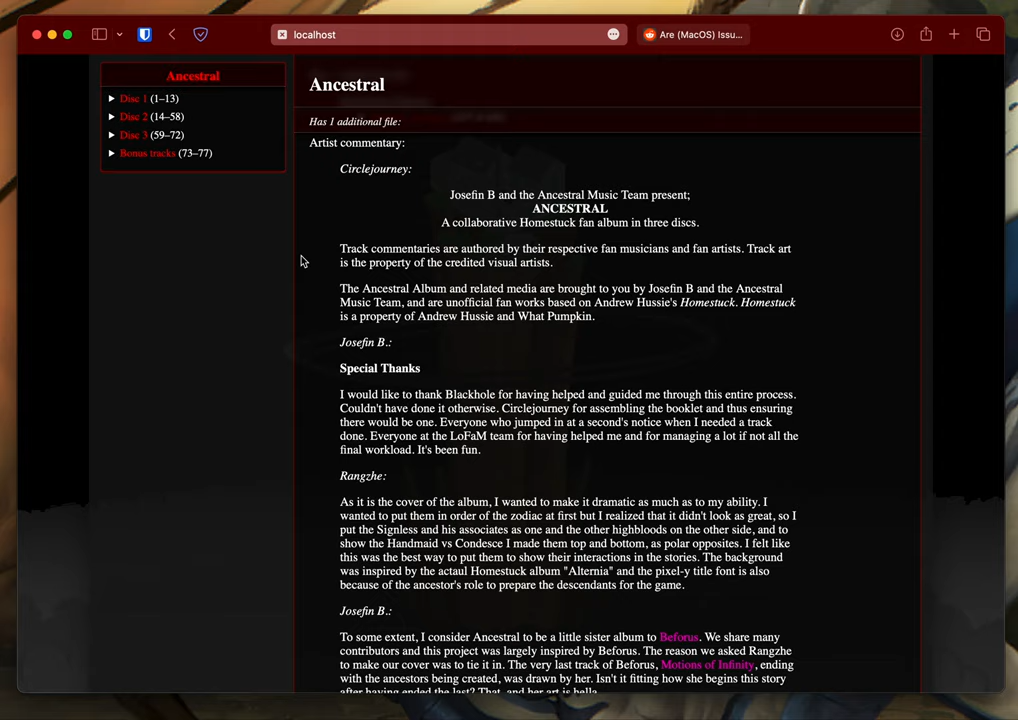 localhost
Are (MacOS) Issu...
Ancestral
Disc 1 (1–13)
Disc 2 (14–58)
Disc 3 (59–72)
Bonus tracks (73–77)
Ancestral
Has 1 additional file:
Artist commentary:
Circlejourney:
Josefin B and the Ancestral Music Team present;
ANCESTRAL
A collaborative Homestuck fan album in three discs.
Track commentaries are authored by their respective fan musicians and fan artists. Track art
is the property of the credited visual artists.
The Ancestral Album and related media are brought to you by Josefin B and the Ancestral
Music Team, and are unofficial fan works based on Andrew Hussie's Homestuck. Homestuck
is a property of Andrew Hussie and What Pumpkin.
Josefin B.:
Special Thanks
I would like to thank Blackhole for having helped and guided me through this entire process.
Couldn't have done it otherwise. Circlejourney for assembling the booklet and thus ensuring
there would be one. Everyone who jumped in at a second's notice when I needed a track
done. Everyone at the LoFaM team for having helped me and for managing a lot if not all the
final workload. It's been fun.
Rangzhe:
As it is the cover of the album, I wanted to make it dramatic as much as to my ability. I
wanted to put them in order of the zodiac at first but I realized that it didn't look as great, so I
put the Signless and his associates as one and the other highbloods on the other side, and to
show the Handmaid vs Condesce I made them top and bottom, as polar opposites. I felt like
this was the best way to put them to show their interactions in the stories. The background
was inspired by the actaul Homestuck album "Alternia" and the pixel-y title font is also
because of the ancestor's role to prepare the descendants for the game.
Josefin B.:
To some extent, I consider Ancestral to be a little sister album to Beforus. We share many
contributors and this project was largely inspired by Beforus. The reason we asked Rangzhe
to make our cover was to tie it in. The very last track of Beforus, Motions of Infinity, ending
with the ancestors being created, was drawn by her. Isn't it fitting how she begins this story
after having ended the last? That, and her art is hella